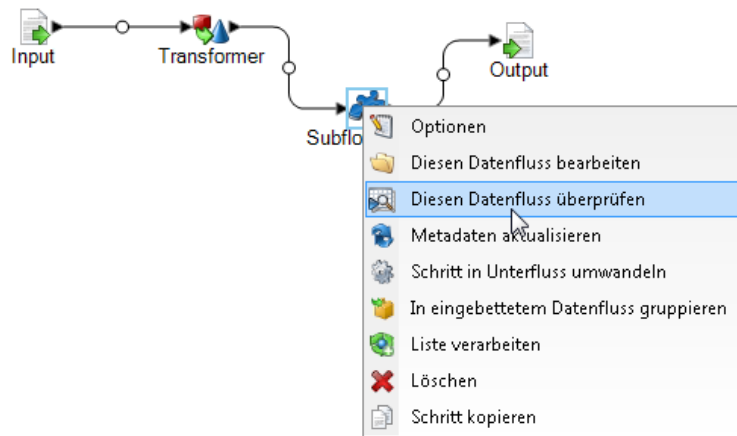 Input
Transformer
Output
Subflo
Optionen
Diesen Datenfluss bearbeiten
Diesen Datenfluss überprüfen
Metadaten aktualisieren
Schritt in Unterfluss umwandeln
In eingebettetem Datenfluss gruppieren
Liste verarbeiten
Löschen
Schritt kopieren